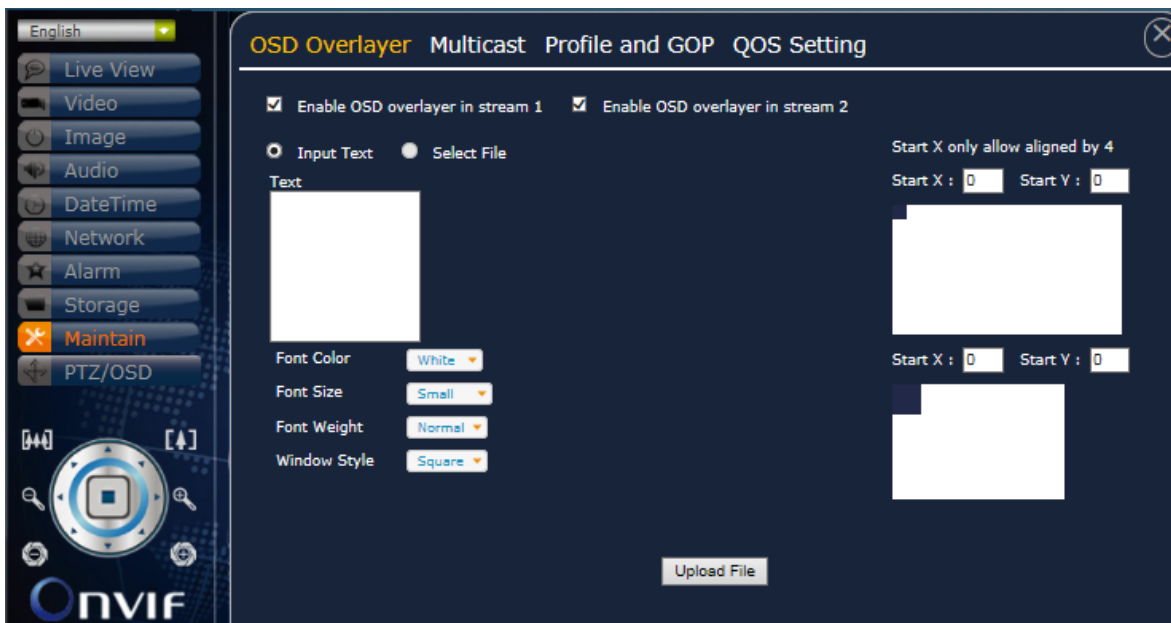 English
Live View
Video
Image
Audio
DateTime
Network
Alarm
Storage
Maintain
PTZ/OSD
Onvif
OSD Overlayer Multicast Profile and GOP QOS Setting
Enable OSD overlayer in stream 1 Enable OSD overlayer in stream 2
Input Text Select File
Text
Font Color White
Font Size Small
Font Weight Normal
Window Style Square
Start X only allow aligned by 4
Start X : 0 Start Y : 0
Start X : 0 Start Y : 0
Upload File